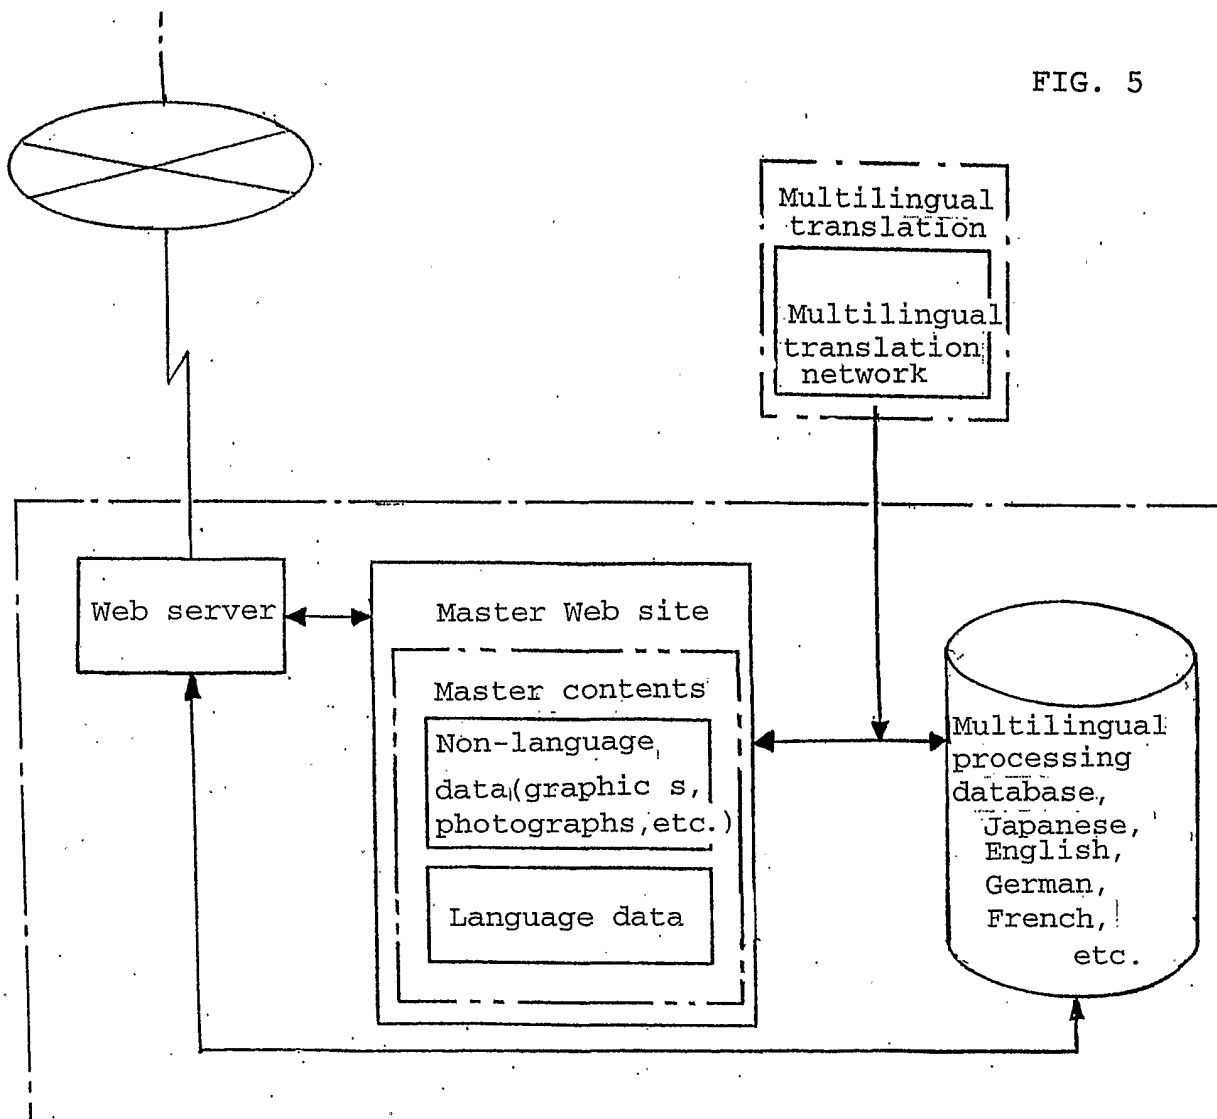 FIG. 5
Multilingual
translation
Multilingual
translation
network
Web server
Master Web site
Master contents
Non-language
data(graphic s,
photographs,etc.)
Language data
Multilingual
processing
database,
Japanese,
English,
German,
French,
etc.